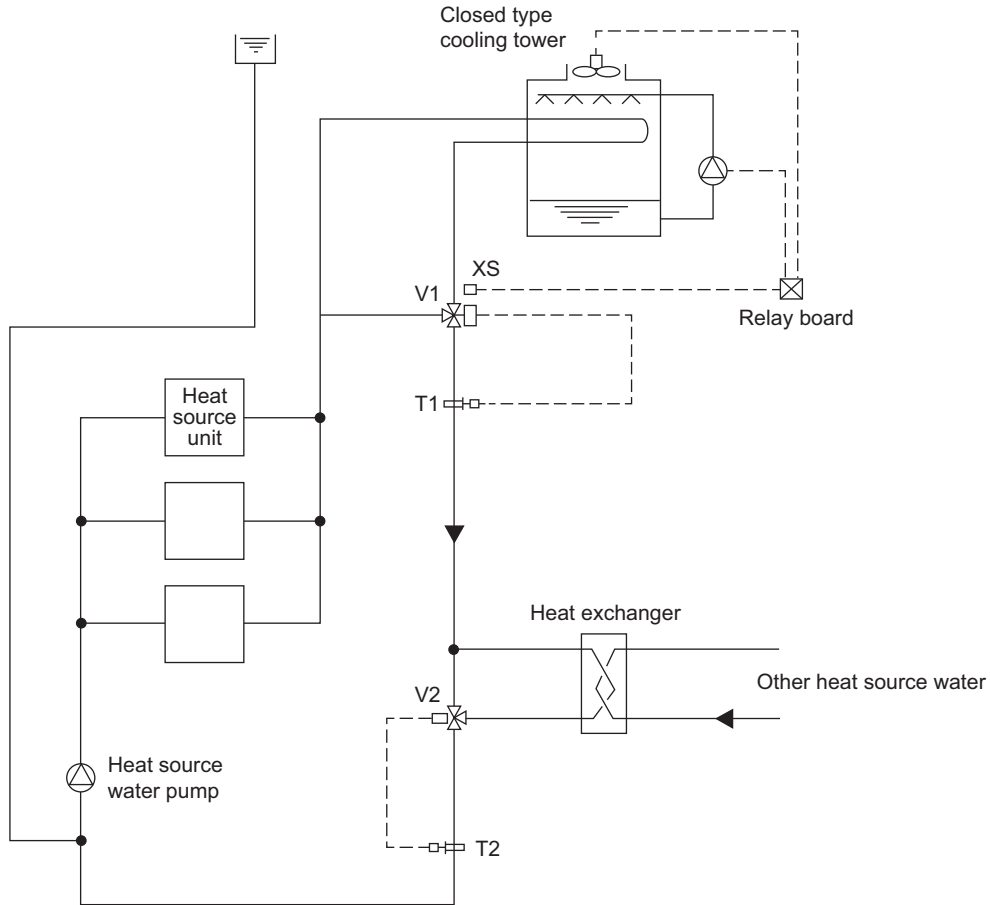 Closed type
cooling tower
XS
V1
Relay board
T1
Heat
source
unit
Heat exchanger
V2
Other heat source water
Heat source
water pump
T2